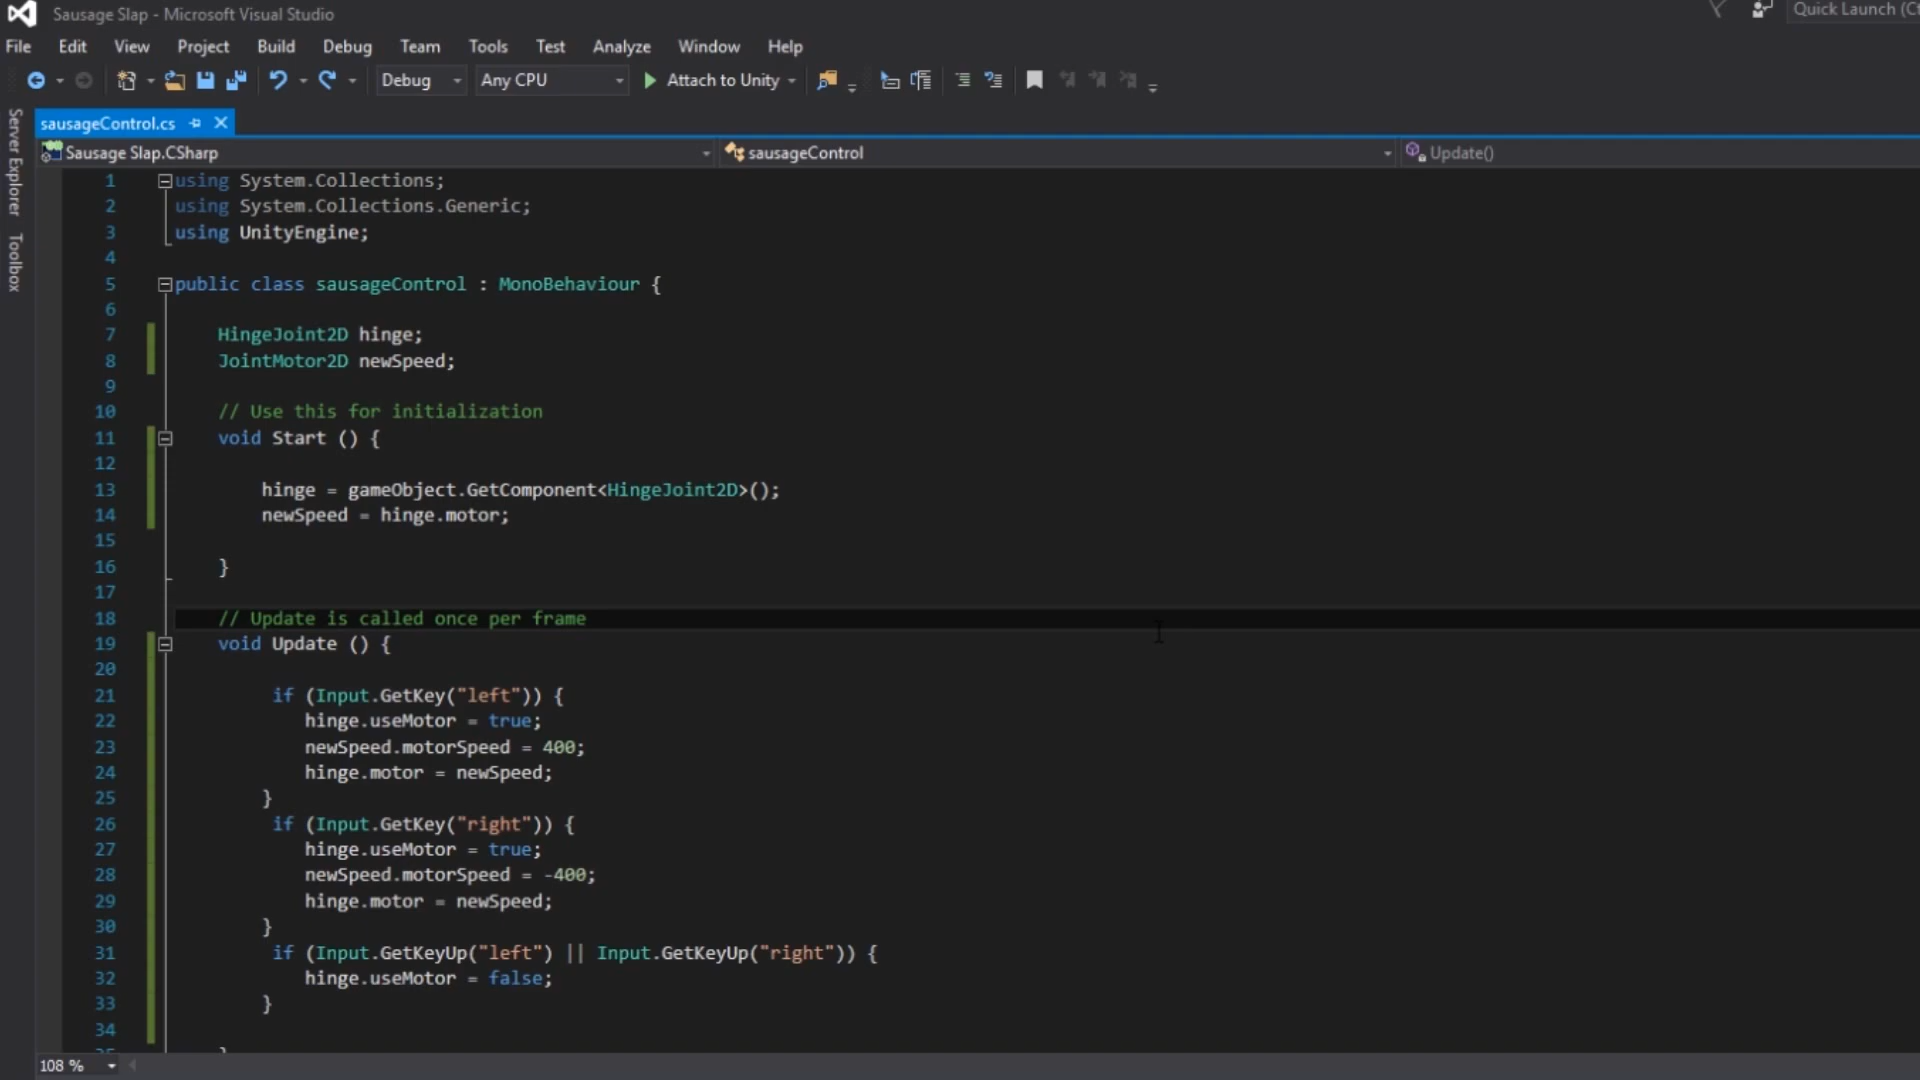 Sausage Slap - Microsoft Visual Studio
Quick Launch (Ct
File Edit View Project Build Debug Team Tools Test Analyze Window Help
Debug Any CPU Attach to Unity
Server Explorer
Toolbox
sausageControl.cs
Sausage Slap.CSharp sausageControl Update()
1 using System.Collections;
2 using System.Collections.Generic;
3 using UnityEngine;
4
5 public class sausageControl : MonoBehaviour {
6
7 HingeJoint2D hinge;
8 JointMotor2D newSpeed;
9
10 // Use this for initialization
11 void Start () {
12
13 hinge = gameObject.GetComponent<HingeJoint2D>();
14 newSpeed = hinge.motor;
15
16 }
17
18 // Update is called once per frame
19 void Update () {
20
21 if (Input.GetKey("left")) {
22 hinge.useMotor = true;
23 newSpeed.motorSpeed = 400;
24 hinge.motor = newSpeed;
25 }
26 if (Input.GetKey("right")) {
27 hinge.useMotor = true;
28 newSpeed.motorSpeed = -400;
29 hinge.motor = newSpeed;
30 }
31 if (Input.GetKeyUp("left") || Input.GetKeyUp("right")) {
32 hinge.useMotor = false;
33 }
34
108 %